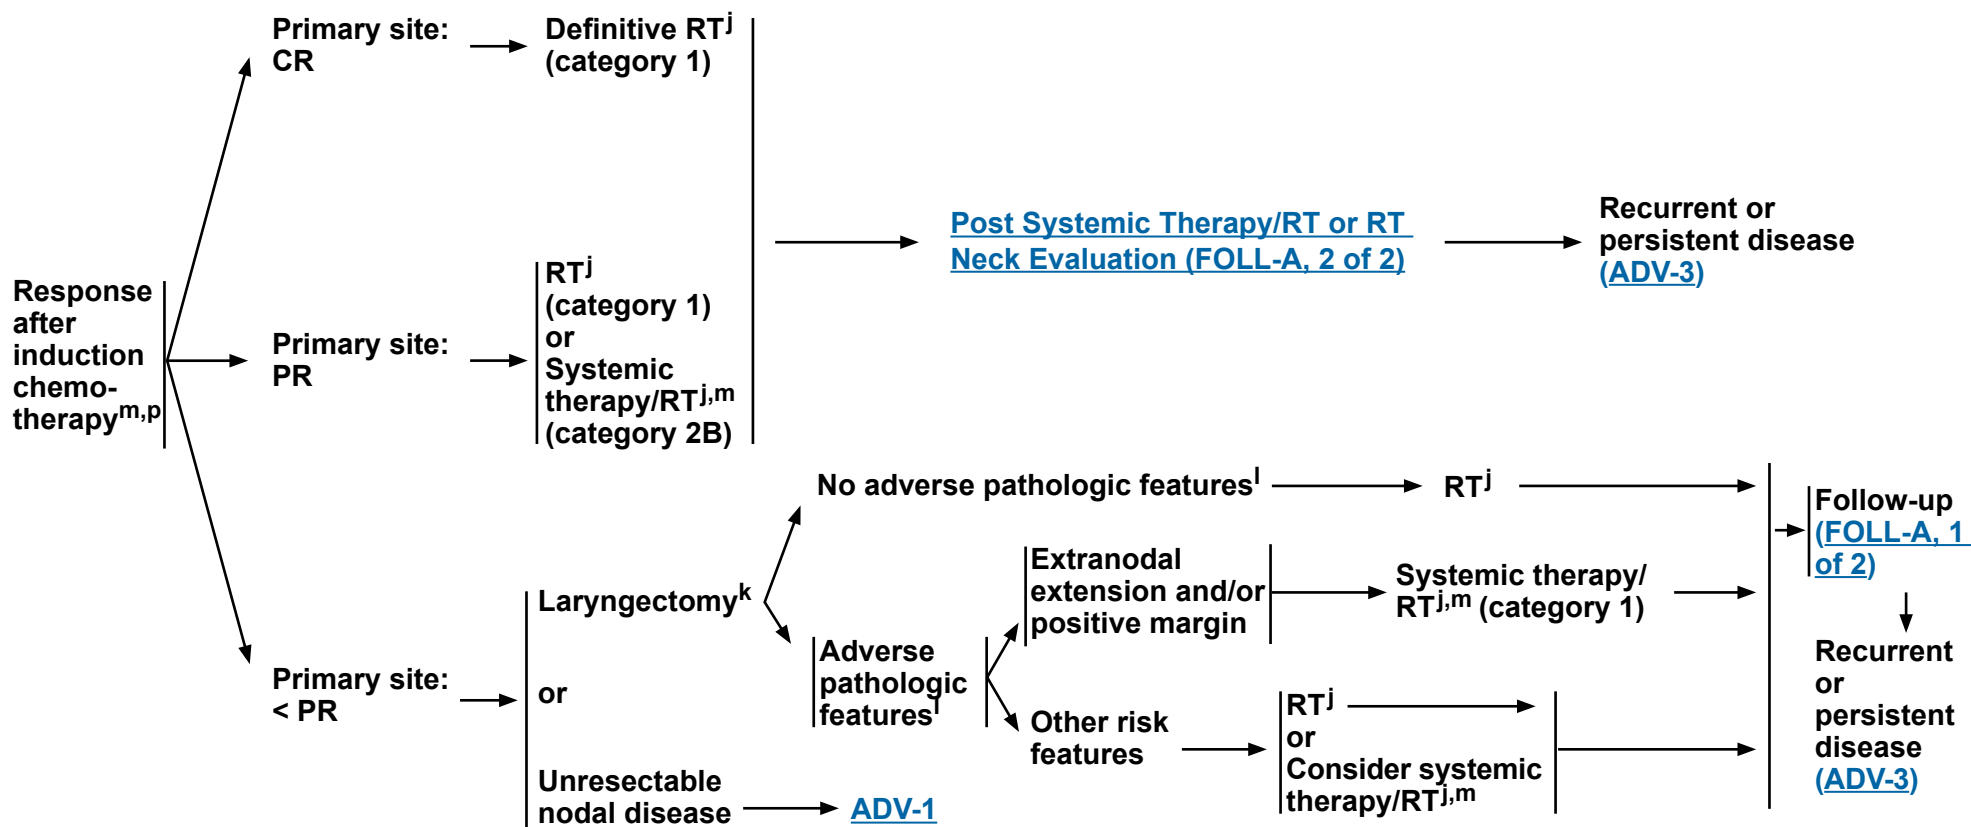 Response
after
induction
chemo-
therapym,p
Primary site:
CR
Definitive RTj
(category 1)
Primary site:
PR
RTj
(category 1)
or
Systemic
therapy/RTj,m
(category 2B)
Post Systemic Therapy/RT or RT
Neck Evaluation (FOLL-A, 2 of 2)
Recurrent or
persistent disease
(ADV-3)
Primary site:
< PR
Laryngectomyk
or
Unresectable
nodal disease
ADV-1
No adverse pathologic featuresl
RTj
Adverse
pathologic
featuresl
Extranodal
extension and/or
positive margin
Systemic therapy/
RTj,m (category 1)
Other risk
features
RTj
or
Consider systemic
therapy/RTj,m
Follow-up
(FOLL-A, 1
of 2)
Recurrent
or
persistent
disease
(ADV-3)